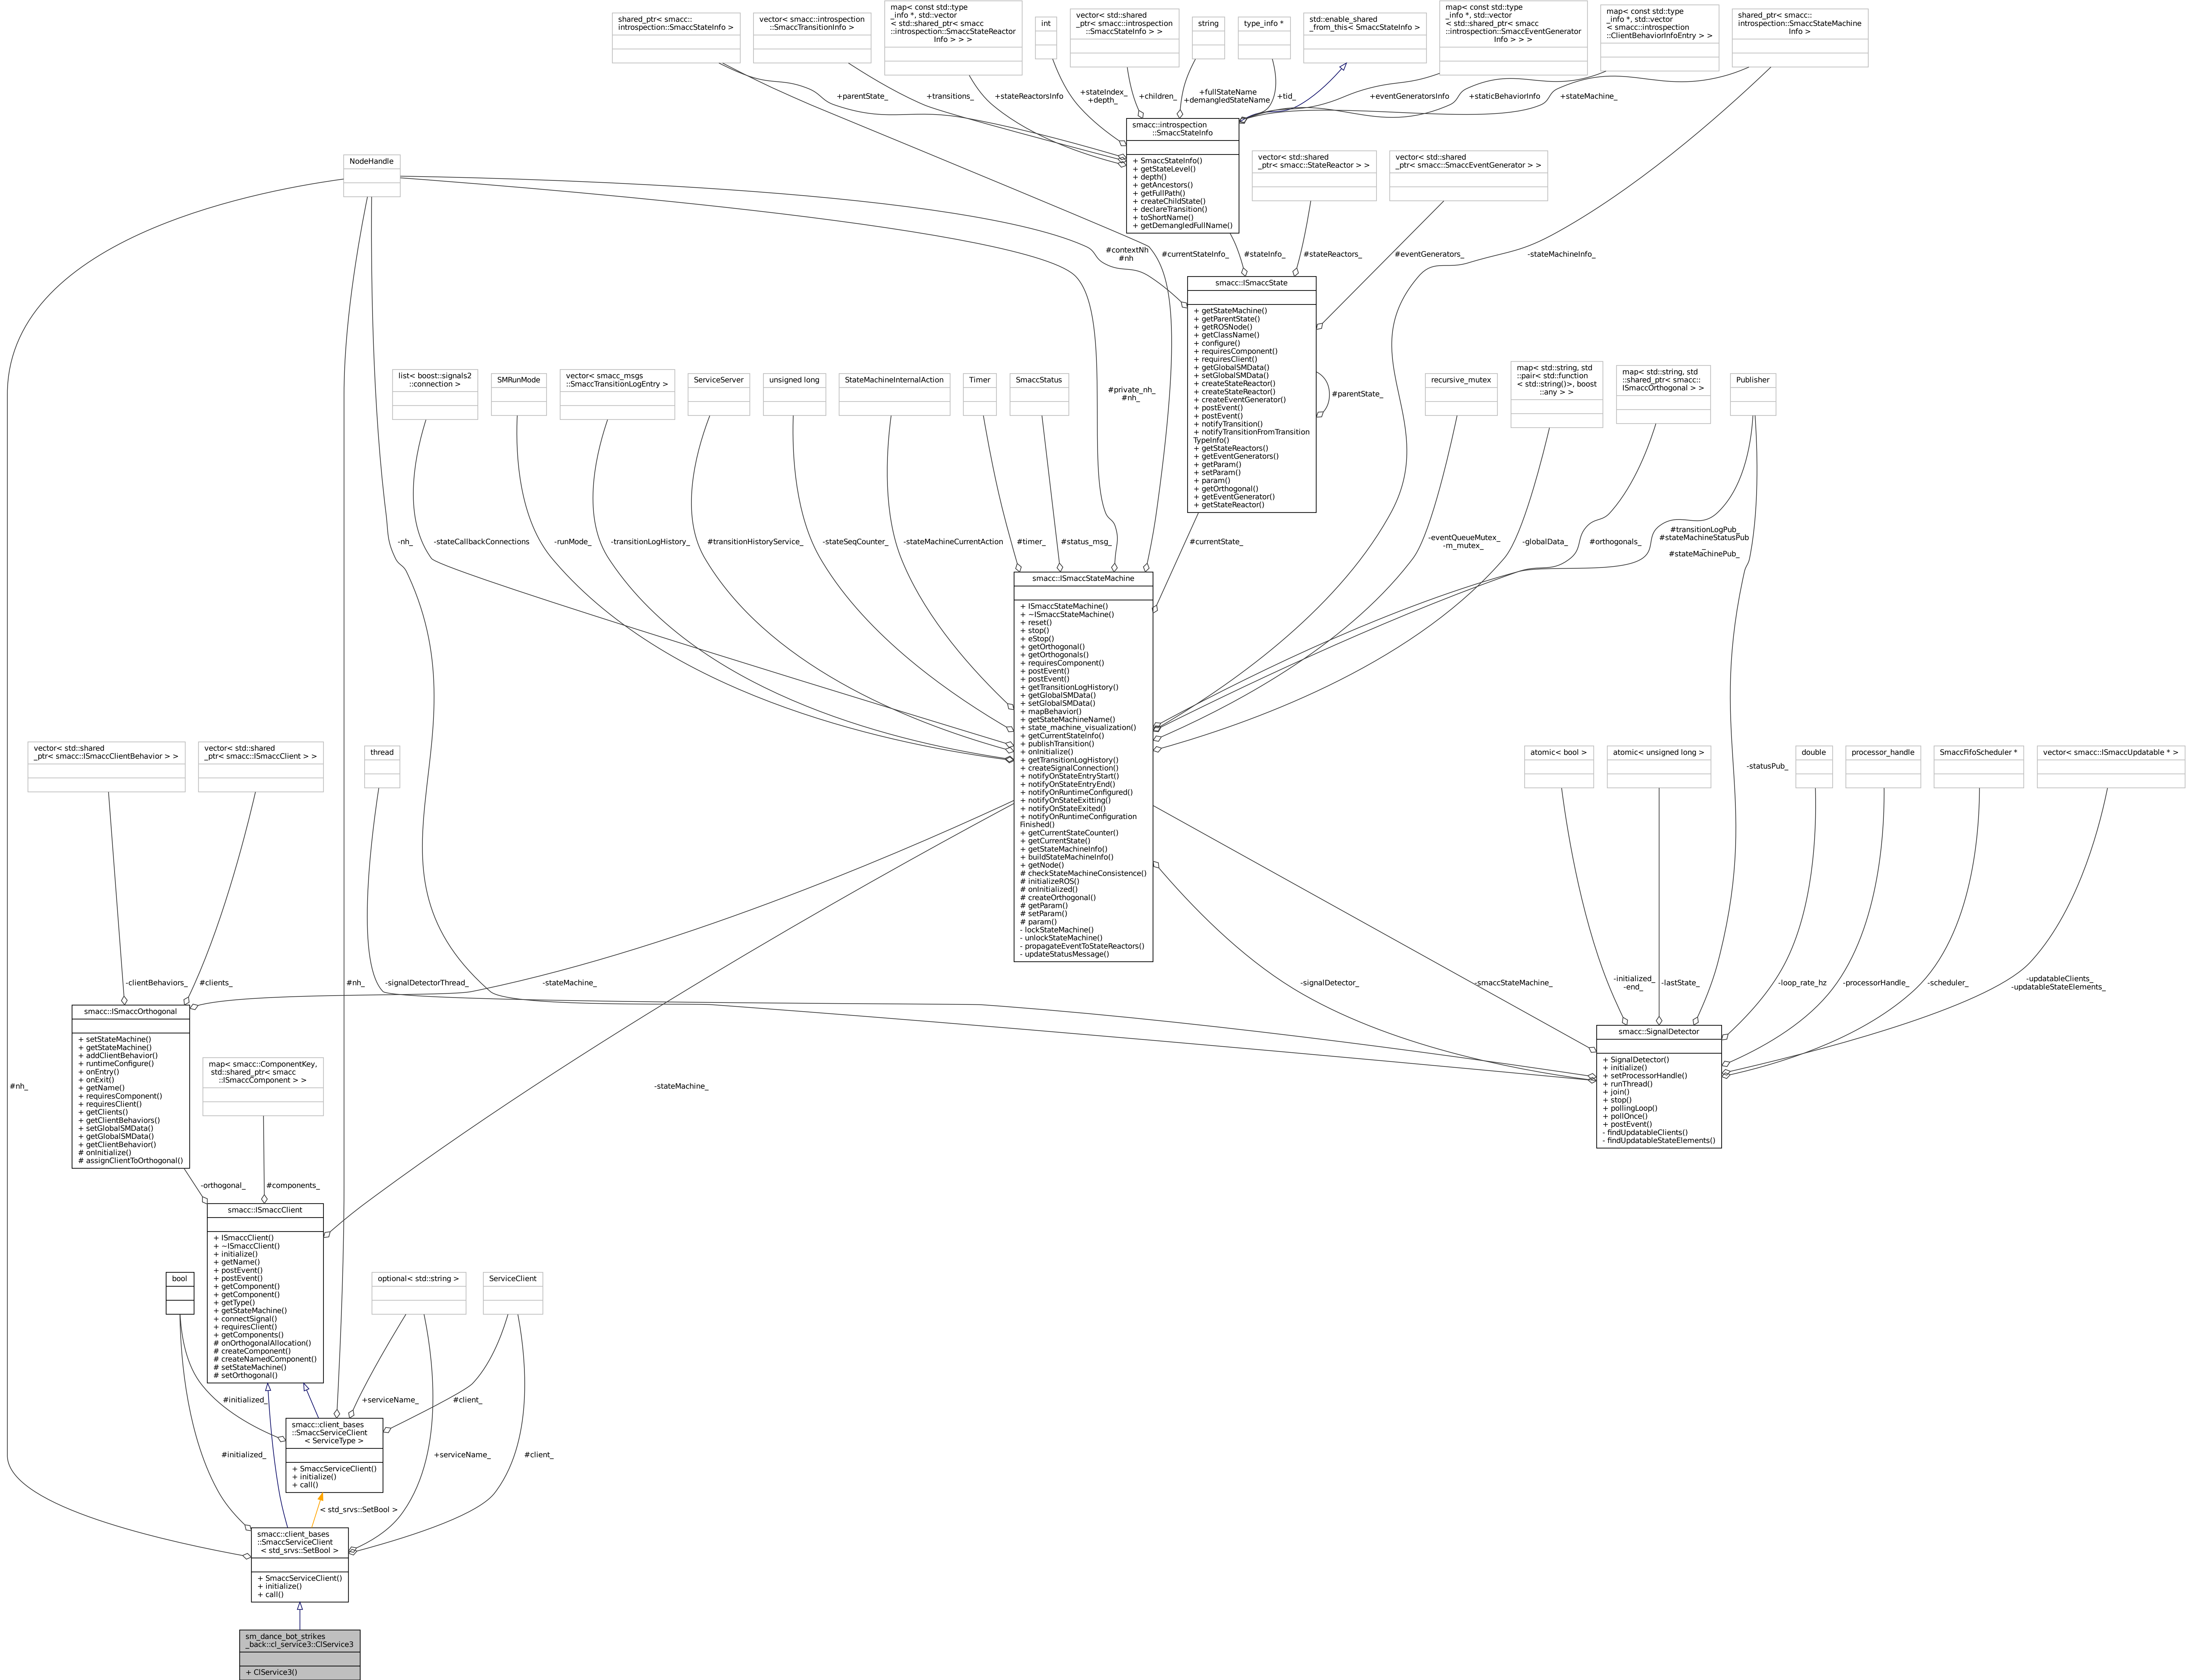 shared_ptr< smacc::
introspection::SmaccStateInfo >
vector< smacc::introspection
::SmaccTransitionInfo >
map< const std::type
_info *, std::vector
< std::shared_ptr< smacc
::introspection::SmaccStateReactor
Info > > >
int
vector< std::shared
_ptr< smacc::introspection
::SmaccStateInfo > >
string
type_info *
std::enable_shared
_from_this< SmaccStateInfo >
map< const std::type
_info *, std::vector
< std::shared_ptr< smacc
::introspection::SmaccEventGenerator
Info > > >
map< const std::type
_info *, std::vector
< smacc::introspection
::ClientBehaviorInfoEntry > >
shared_ptr< smacc::
introspection::SmaccStateMachine
Info >
+parentState_
+transitions_
+stateReactorsInfo
+stateIndex_
+depth_
+children_
+fullStateName
+demangledStateName
+tid_
+eventGeneratorsInfo
+staticBehaviorInfo
+stateMachine_
smacc::introspection
::SmaccStateInfo
+ SmaccStateInfo()
+ getStateLevel()
+ depth()
+ getAncestors()
+ getFullPath()
+ createChildState()
+ declareTransition()
+ toShortName()
+ getDemangledFullName()
vector< std::shared
_ptr< smacc::StateReactor > >
vector< std::shared
_ptr< smacc::SmaccEventGenerator > >
NodeHandle
#contextNh
#nh
#currentStateInfo_
#stateInfo_
#stateReactors_
#eventGenerators_
-stateMachineInfo_
smacc::ISmaccState
+ getStateMachine()
+ getParentState()
+ getROSNode()
+ getClassName()
+ configure()
+ requiresComponent()
+ requiresClient()
+ getGlobalSMData()
+ setGlobalSMData()
+ createStateReactor()
+ createStateReactor()
+ createEventGenerator()
+ postEvent()
+ postEvent()
+ notifyTransition()
+ notifyTransitionFromTransition
TypeInfo()
+ getStateReactors()
+ getEventGenerators()
+ getParam()
+ setParam()
+ param()
+ getOrthogonal()
+ getEventGenerator()
+ getStateReactor()
#parentState_
list< boost::signals2
::connection >
SMRunMode
vector< smacc_msgs
::SmaccTransitionLogEntry >
ServiceServer
unsigned long
StateMachineInternalAction
Timer
SmaccStatus
#private_nh_
#nh_
recursive_mutex
map< std::string, std
::pair< std::function
< std::string()>, boost
::any > >
map< std::string, std
::shared_ptr< smacc::
ISmaccOrthogonal > >
Publisher
-nh_
-stateCallbackConnections
-runMode_
-transitionLogHistory_
#transitionHistoryService_
-stateSeqCounter_
-stateMachineCurrentAction
#timer_
#status_msg_
#currentState_
-eventQueueMutex_
-m_mutex_
-globalData_
#orthogonals_
#transitionLogPub_
#stateMachineStatusPub
_
#stateMachinePub_
smacc::ISmaccStateMachine
+ ISmaccStateMachine()
+ ~ISmaccStateMachine()
+ reset()
+ stop()
+ eStop()
+ getOrthogonal()
+ getOrthogonals()
+ requiresComponent()
+ postEvent()
+ postEvent()
+ getTransitionLogHistory()
+ getGlobalSMData()
+ setGlobalSMData()
+ mapBehavior()
+ getStateMachineName()
+ state_machine_visualization()
+ getCurrentStateInfo()
+ publishTransition()
+ onInitialize()
+ getTransitionLogHistory()
+ createSignalConnection()
+ notifyOnStateEntryStart()
+ notifyOnStateEntryEnd()
+ notifyOnRuntimeConfigured()
+ notifyOnStateExitting()
+ notifyOnStateExited()
+ notifyOnRuntimeConfiguration
Finished()
+ getCurrentStateCounter()
+ getCurrentState()
+ getStateMachineInfo()
+ buildStateMachineInfo()
+ getNode()
# checkStateMachineConsistence()
# initializeROS()
# onInitialized()
# createOrthogonal()
# getParam()
# setParam()
# param()
- lockStateMachine()
- unlockStateMachine()
- propagateEventToStateReactors()
- updateStatusMessage()
vector< std::shared
_ptr< smacc::ISmaccClientBehavior > >
vector< std::shared
_ptr< smacc::ISmaccClient > >
thread
-statusPub_
atomic< bool >
atomic< unsigned long >
double
processor_handle
SmaccFifoScheduler *
vector< smacc::ISmaccUpdatable * >
-clientBehaviors_
#clients_
#nh_
-signalDetectorThread_
-stateMachine_
-signalDetector_
-smaccStateMachine_
-initialized_
-end_
-lastState_
-loop_rate_hz
-processorHandle_
-scheduler_
-updatableClients_
-updatableStateElements_
smacc::ISmaccOrthogonal
+ setStateMachine()
+ getStateMachine()
+ addClientBehavior()
+ runtimeConfigure()
+ onEntry()
+ onExit()
+ getName()
+ requiresComponent()
+ requiresClient()
+ getClients()
+ getClientBehaviors()
+ setGlobalSMData()
+ getGlobalSMData()
+ getClientBehavior()
# onInitialize()
# assignClientToOrthogonal()
smacc::SignalDetector
+ SignalDetector()
+ initialize()
+ setProcessorHandle()
+ runThread()
+ join()
+ stop()
+ pollingLoop()
+ pollOnce()
+ postEvent()
- findUpdatableClients()
- findUpdatableStateElements()
map< smacc::ComponentKey,
std::shared_ptr< smacc
::ISmaccComponent > >
#nh_
-stateMachine_
-orthogonal_
#components_
smacc::ISmaccClient
+ ISmaccClient()
+ ~ISmaccClient()
+ initialize()
+ getName()
+ postEvent()
+ postEvent()
+ getComponent()
+ getComponent()
+ getType()
+ getStateMachine()
+ connectSignal()
+ requiresClient()
+ getComponents()
# onOrthogonalAllocation()
# createComponent()
# createNamedComponent()
# setStateMachine()
# setOrthogonal()
bool
optional< std::string >
ServiceClient
#initialized_
+serviceName_
#client_
smacc::client_bases
::SmaccServiceClient
< ServiceType >
+ SmaccServiceClient()
+ initialize()
+ call()
#initialized_
+serviceName_
#client_
< std_srvs::SetBool >
smacc::client_bases
::SmaccServiceClient
< std_srvs::SetBool >
+ SmaccServiceClient()
+ initialize()
+ call()
sm_dance_bot_strikes
_back::cl_service3::ClService3
+ ClService3()